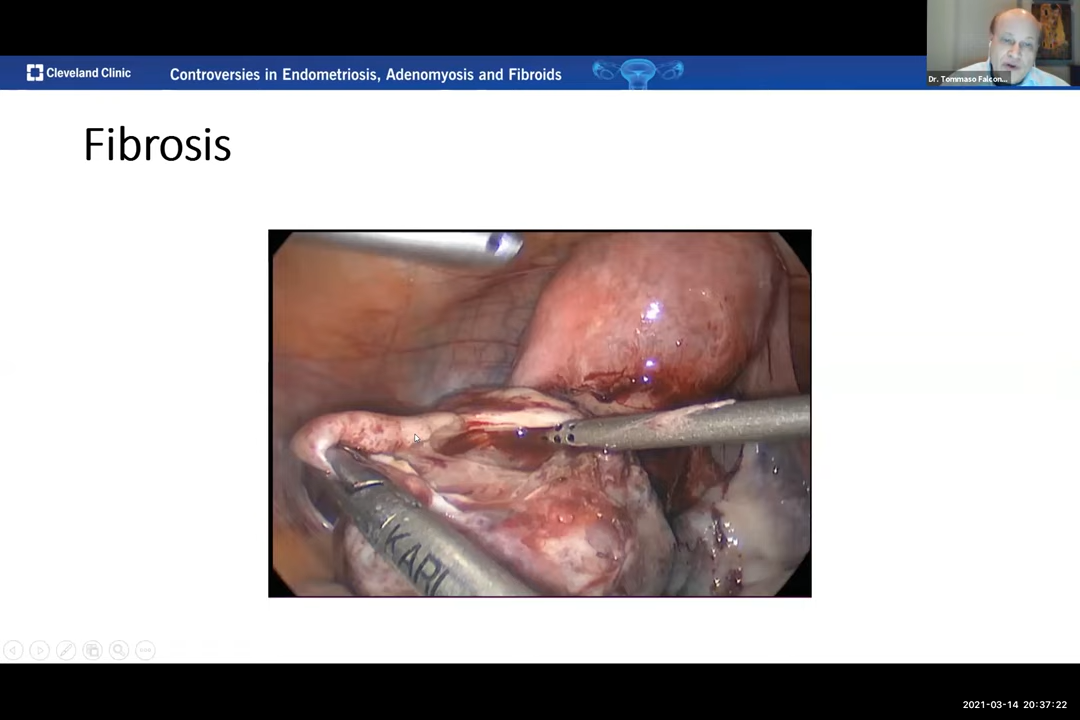 Cleveland Clinic
Controversies in Endometriosis, Adenomyosis and Fibroids
Dr. Tommaso Falcon...
Fibrosis
KARL
2021-03-14 20:37:22